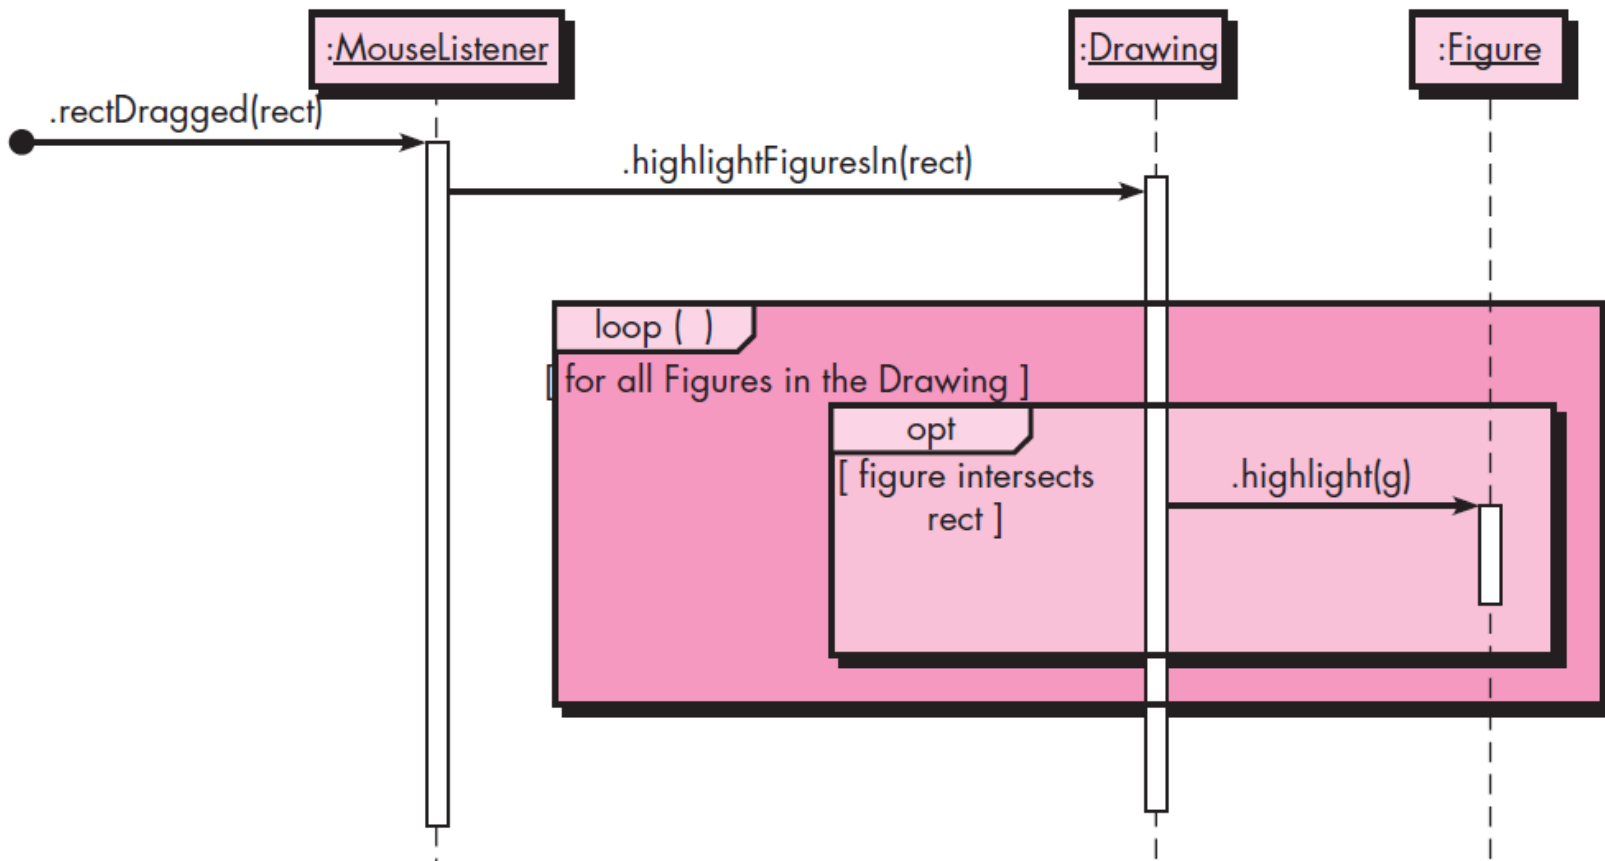 :MouseListener
:Drawing
:Figure
.rectDragged(rect)
.highlightFiguresIn(rect)
loop (  )
[ for all Figures in the Drawing ]
opt
[ figure intersects
rect ]
.highlight(g)